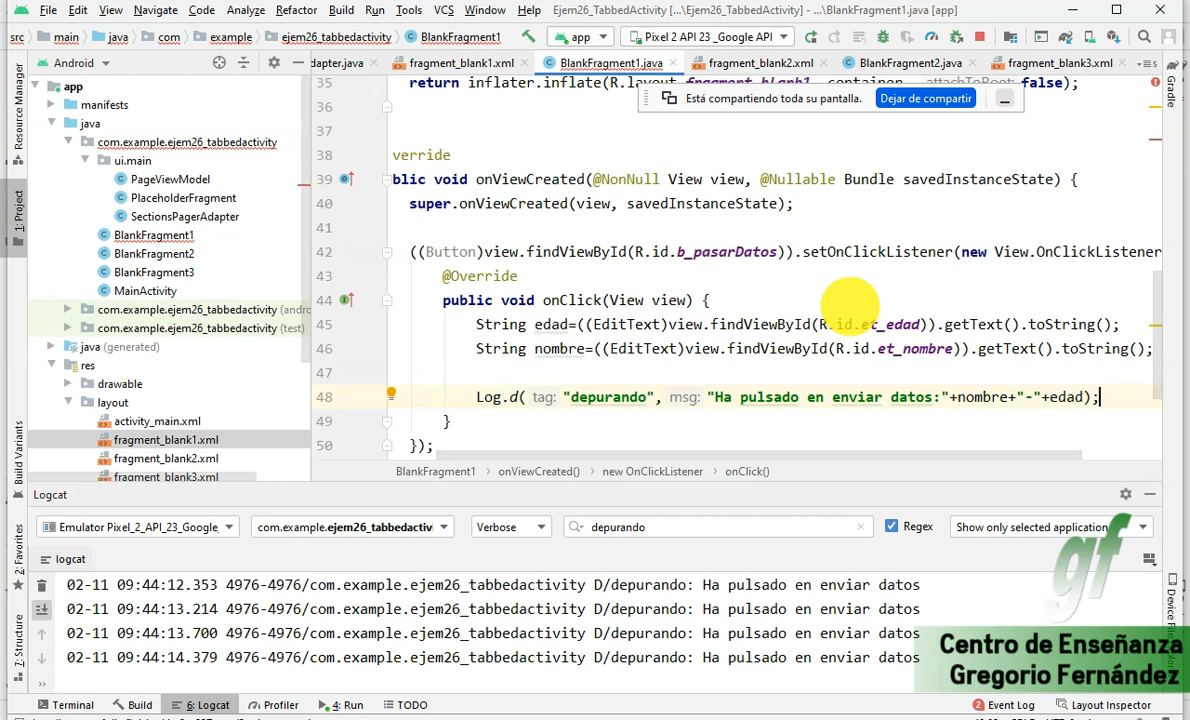 File Edit View Navigate Code Analyze Refactor Build Run Tools VCS Window Help Ejem26_TabbedActivity [...\Ejem26_TabbedActivity] - ...\BlankFragment1.java [app]
src main java com example ejem26_tabbedactivity BlankFragment1 app Pixel 2 API 23 _Google API
Android dapter.java fragment_blank1.xml BlankFragment1.java fragment_blank2.xml BlankFragment2.java fragment_blank3.xml
Resource Manager
1: Project
Build Variants
2: Favorites
7: Structure
app
manifests
java
com.example.ejem26_tabbedactivity
ui.main
PageViewModel
PlaceholderFragment
SectionsPagerAdapter
BlankFragment1
BlankFragment2
BlankFragment3
MainActivity
com.example.ejem26_tabbedactivity (andro
com.example.ejem26_tabbedactivity (test)
java (generated)
res
drawable
layout
activity_main.xml
fragment_blank1.xml
fragment_blank2.xml
fragment_blank3.xml
Está compartiendo toda su pantalla. Dejar de compartir
35 return inflater.inflate(R.layout.fragment_blank1, container, attachToRoot: false);
36
37
38 verride
39 blic void onViewCreated(@NonNull View view, @Nullable Bundle savedInstanceState) {
40 super.onViewCreated(view, savedInstanceState);
41
42 ((Button)view.findViewById(R.id.b_pasarDatos)).setOnClickListener(new View.OnClickListener
43 @Override
44 public void onClick(View view) {
45 String edad=((EditText)view.findViewById(R.id.et_edad)).getText().toString();
46 String nombre=((EditText)view.findViewById(R.id.et_nombre)).getText().toString();
47
48 Log.d( tag: "depurando", msg: "Ha pulsado en enviar datos:"+nombre+"-"+edad);
49 }
50 });
BlankFragment1 › onViewCreated() › new OnClickListener › onClick()
Gradle
Logcat
Emulator Pixel_2_API_23_Google_ com.example.ejem26_tabbedactiv Verbose depurando Regex Show only selected application
logcat
02-11 09:44:12.353 4976-4976/com.example.ejem26_tabbedactivity D/depurando: Ha pulsado en enviar datos
02-11 09:44:13.214 4976-4976/com.example.ejem26_tabbedactivity D/depurando: Ha pulsado en enviar datos
02-11 09:44:13.700 4976-4976/com.example.ejem26_tabbedactivity D/depurando: Ha pulsado en enviar datos
02-11 09:44:14.379 4976-4976/com.example.ejem26_tabbedactivity D/depurando: Ha pulsado en enviar datos
gf
Centro de Enseñanza
Gregorio Fernández
Terminal Build 6: Logcat Profiler 4: Run TODO 2 Event Log Layout Inspector